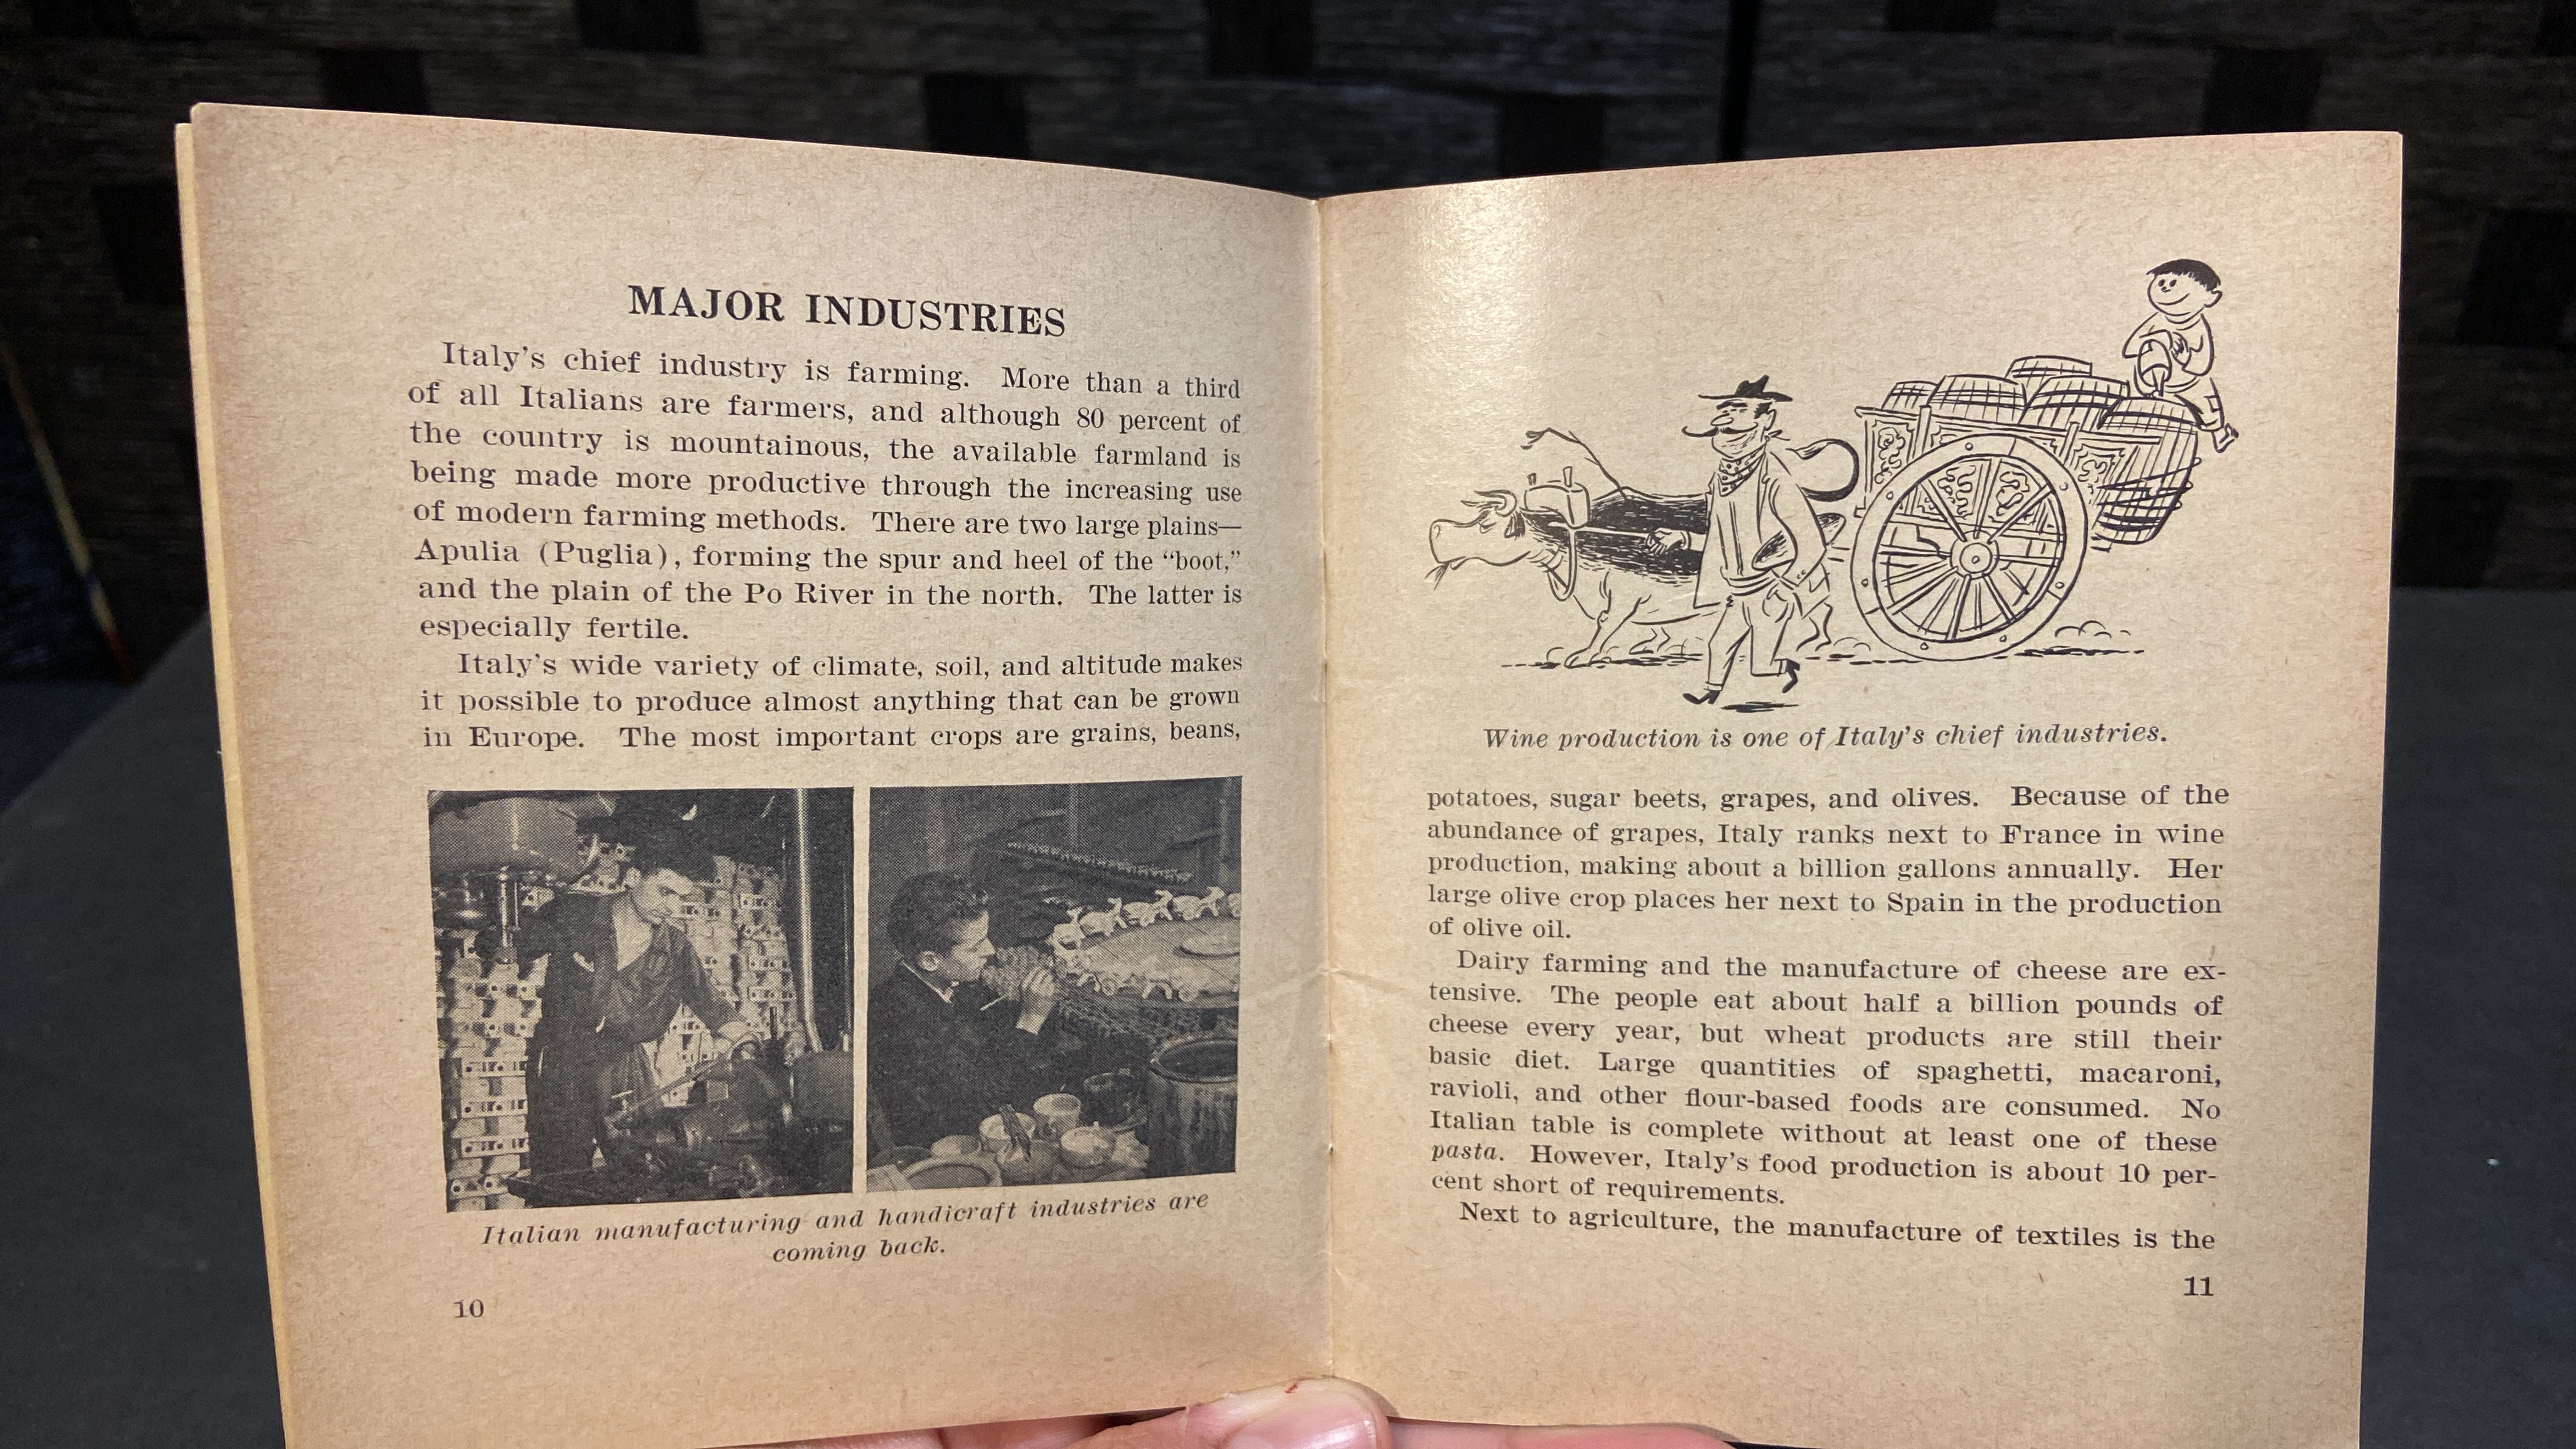 MAJOR INDUSTRIES
Italy's chief industry is farming. More than a third
of all Italians are farmers, and although 80 percent of
the country is mountainous, the available farmland is
being made more productive through the increasing use
of modern farming methods. There are two large plains—
Apulia (Puglia), forming the spur and heel of the "boot,"
and the plain of the Po River in the north. The latter is
especially fertile.
Italy's wide variety of climate, soil, and altitude makes
it possible to produce almost anything that can be grown
in Europe. The most important crops are grains, beans,
Italian manufacturing and handicraft industries are
coming back.
10
Wine production is one of Italy's chief industries.
potatoes, sugar beets, grapes, and olives. Because of the
abundance of grapes, Italy ranks next to France in wine
production, making about a billion gallons annually. Her
large olive crop places her next to Spain in the production
of olive oil.
Dairy farming and the manufacture of cheese are ex-
tensive. The people eat about half a billion pounds of
cheese every year, but wheat products are still their
basic diet. Large quantities of spaghetti, macaroni,
ravioli, and other flour-based foods are consumed. No
Italian table is complete without at least one of these
pasta. However, Italy's food production is about 10 per-
cent short of requirements.
Next to agriculture, the manufacture of textiles is the
11